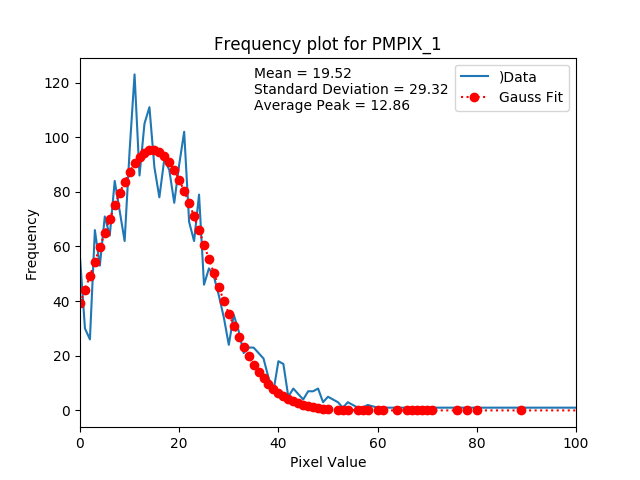 Frequency plot for PMPIX_1
Mean = 19.52
Standard Deviation = 29.32
Average Peak = 12.86
)Data
Gauss Fit
Frequency
120
100
80
60
40
20
0
0 20 40 60 80 100
Pixel Value